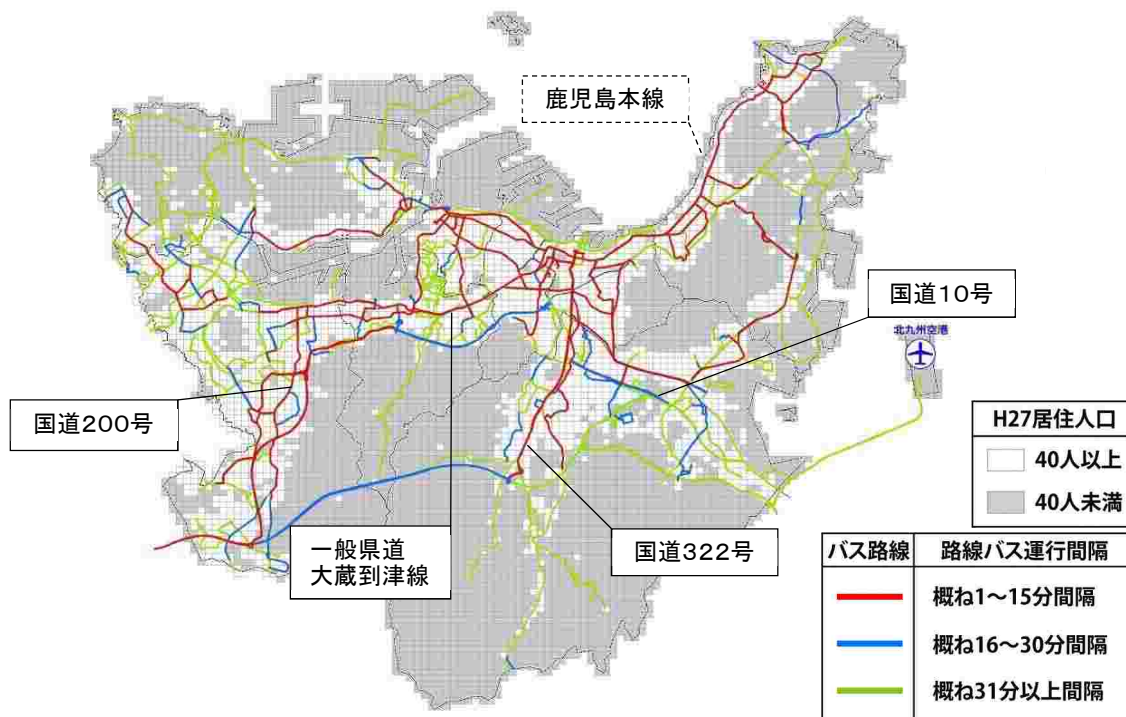 鹿児島本線
国道10号
北九州空港
国道200号
一般県道
大蔵到津線
国道322号
H27居住人口
40人以上
40人未満
バス路線 路線バス運行間隔
概ね1～15分間隔
概ね16～30分間隔
概ね31分以上間隔